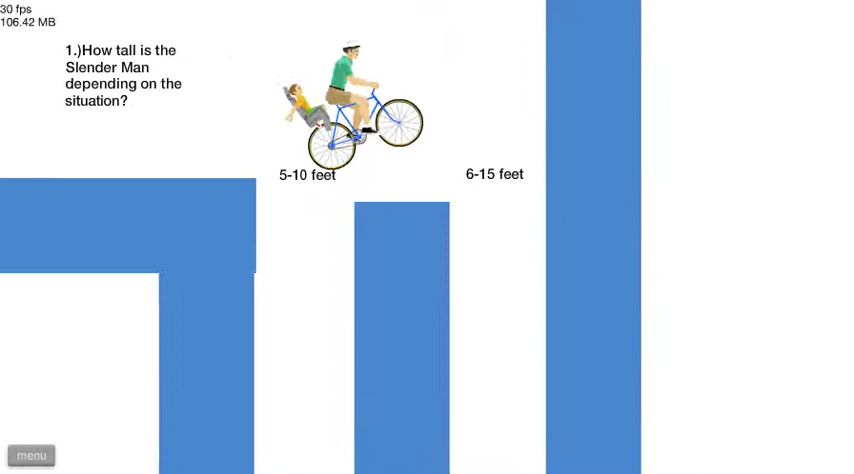 30 fps
106.42 MB
1.)How tall is the
Slender Man
depending on the
situation?
5-10 feet
6-15 feet
menu